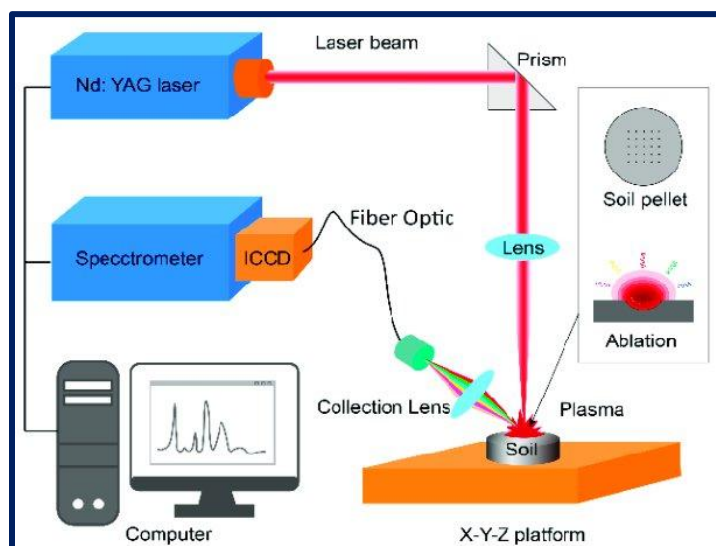 Laser beam
Prism
Nd: YAG laser
Soil pellet
Fiber Optic
Lens
Specctrometer
ICCD
Ablation
Collection Lens
Plasma
Soil
Computer
X-Y-Z platform